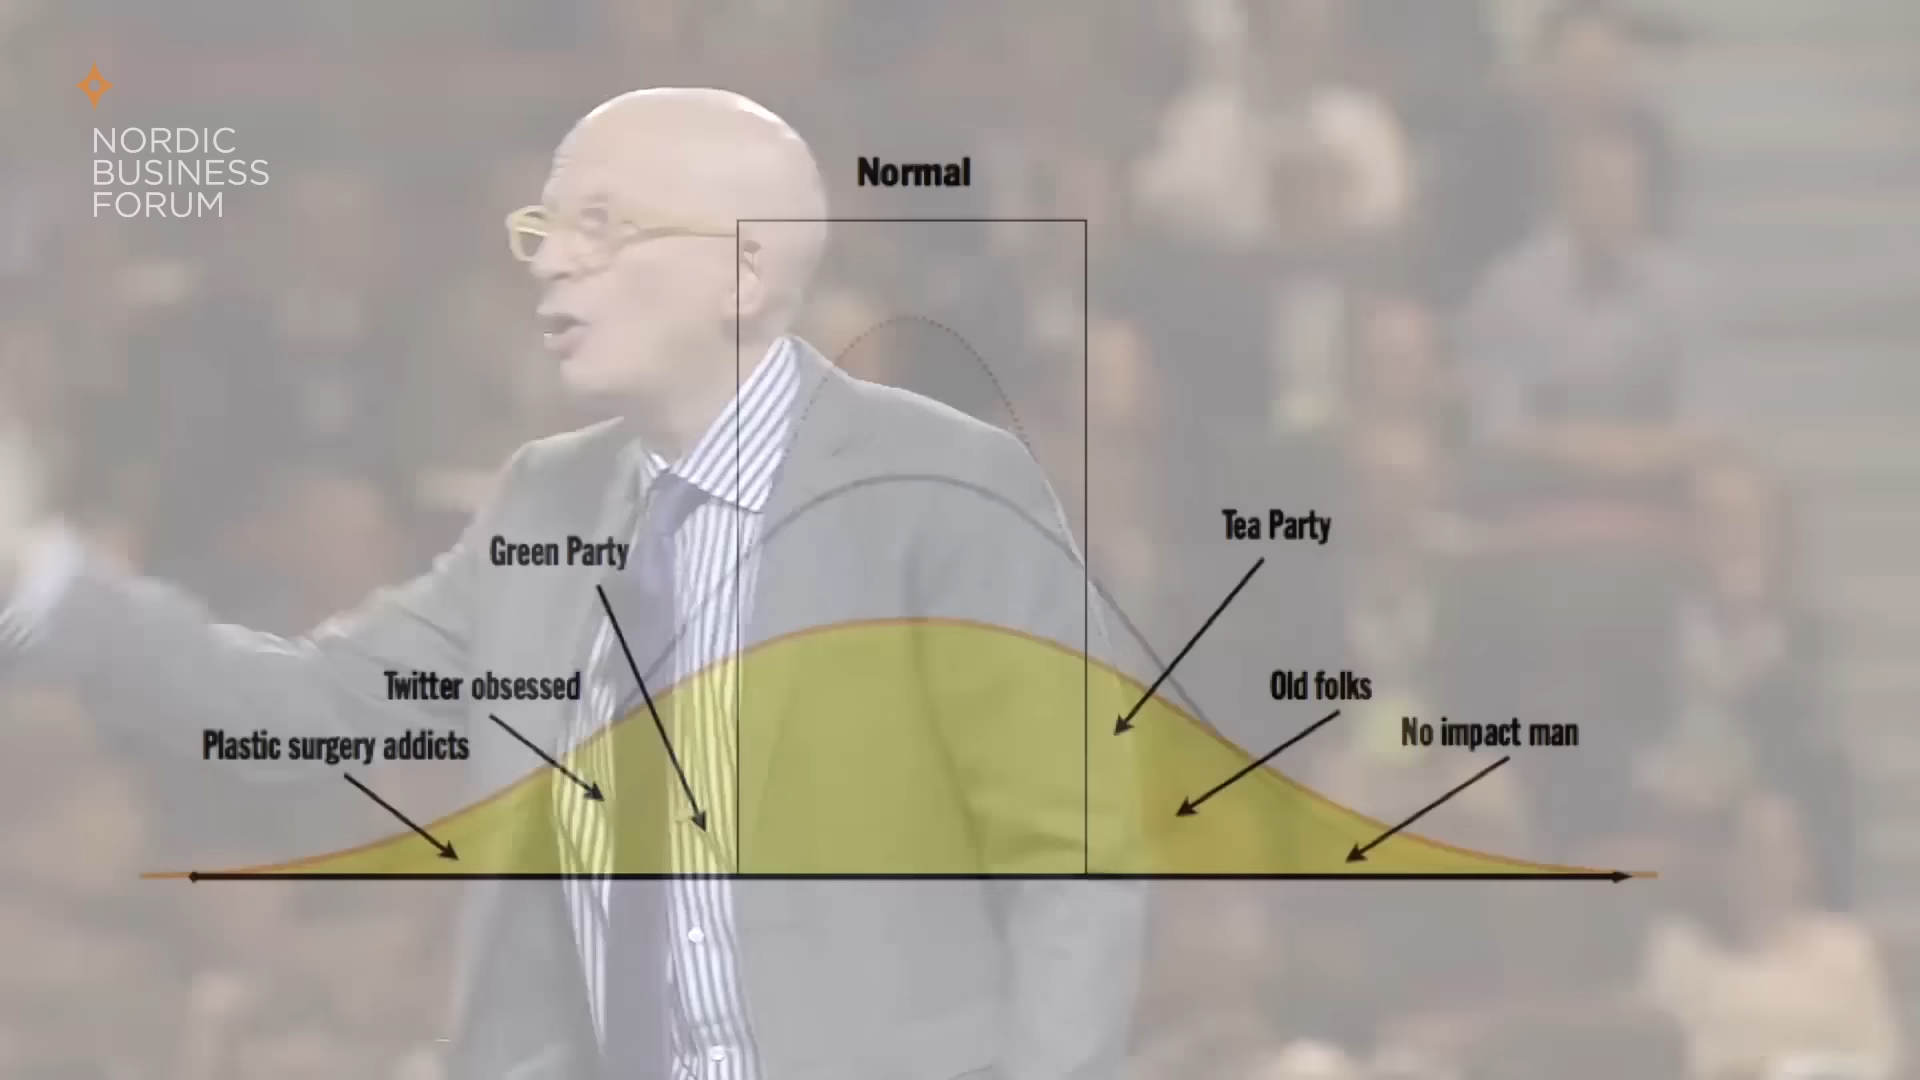 NORDIC
BUSINESS
FORUM
Normal
Tea Party
Green Party
Twitter obsessed
Old folks
No impact man
Plastic surgery addicts